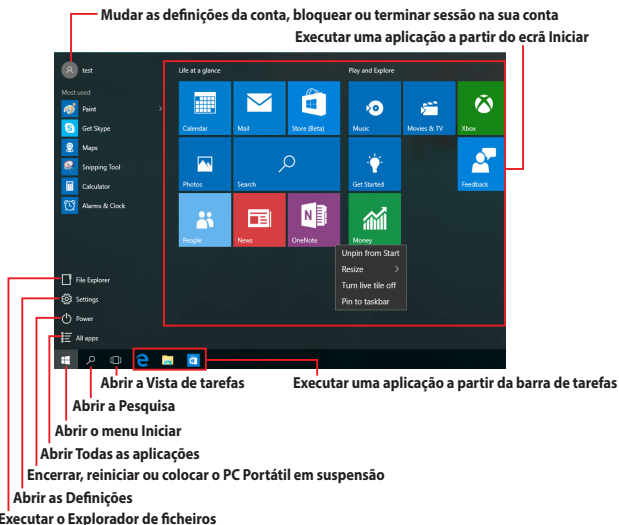 Mudar as definições da conta, bloquear ou terminar sessão na sua conta
Executar uma aplicação a partir do ecrã Iniciar
test
Most used
Paint
Get Skype
Maps
Snipping Tool
Calculator
Alarms & Clock
File Explorer
Settings
Power
All apps
Life at a glance
Calendar
Mail
Store (Beta)
Photos
Search
People
News
OneNote
Play and Explore
Music
Movies & TV
Xbox
Get Started
Feedback
Money
Unpin from Start
Resize
Turn live tile off
Pin to taskbar
Abrir a Vista de tarefas
Executar uma aplicação a partir da barra de tarefas
Abrir a Pesquisa
Abrir o menu Iniciar
Abrir Todas as aplicações
Encerrar, reiniciar ou colocar o PC Portátil em suspensão
Abrir as Definições
Executar o Explorador de ficheiros